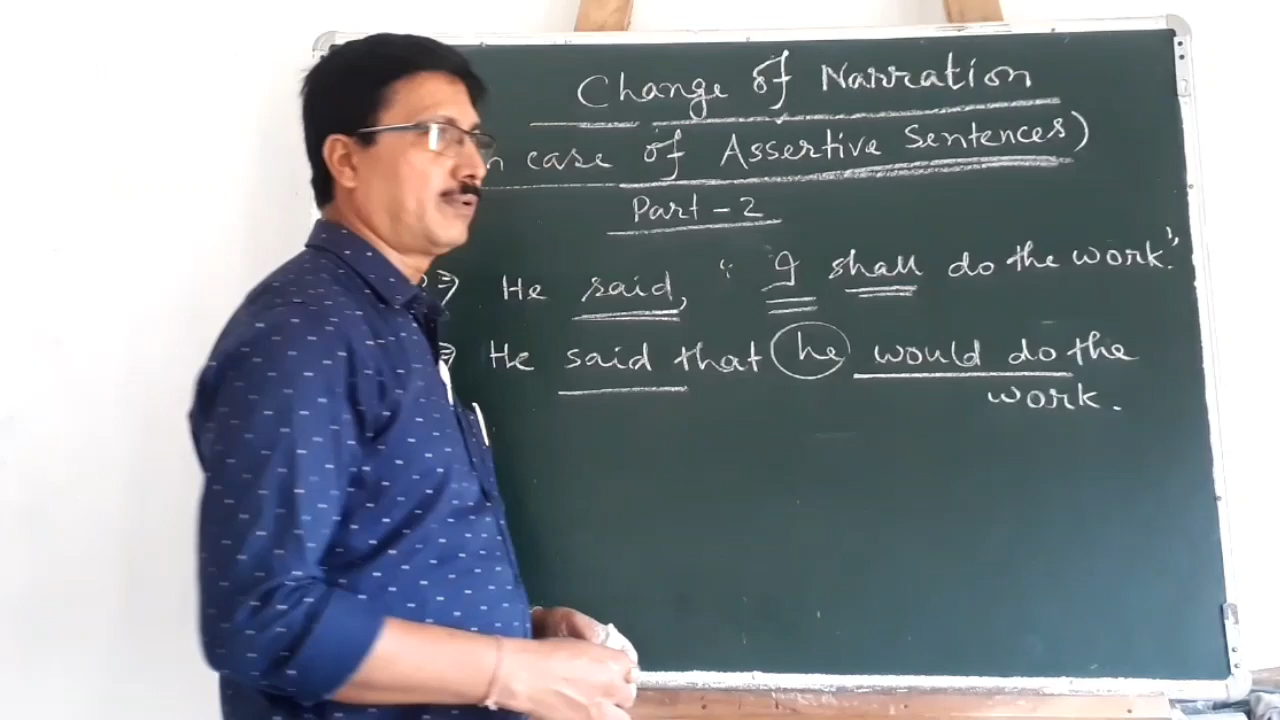 Change of Narration
case of Assertive Sentences)
Part - 2
⇒ He said, " I shall do the work."
⇒ He said that he would do the
work.